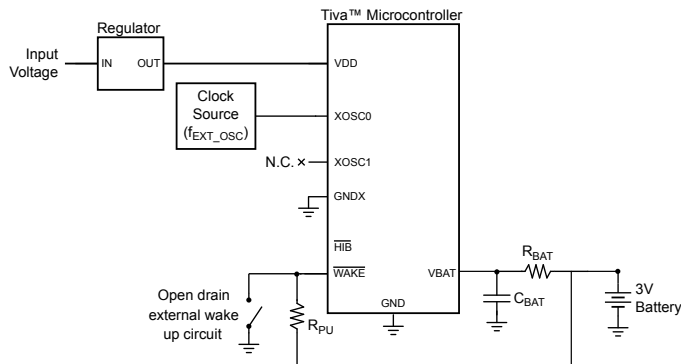 Tiva™ Microcontroller
Regulator
Input
Voltage
IN
OUT
VDD
Clock
Source
(fEXT_OSC)
XOSC0
N.C.
XOSC1
GNDX
HIB
WAKE
VBAT
RBAT
Open drain
external wake
up circuit
RPU
GND
CBAT
3V
Battery